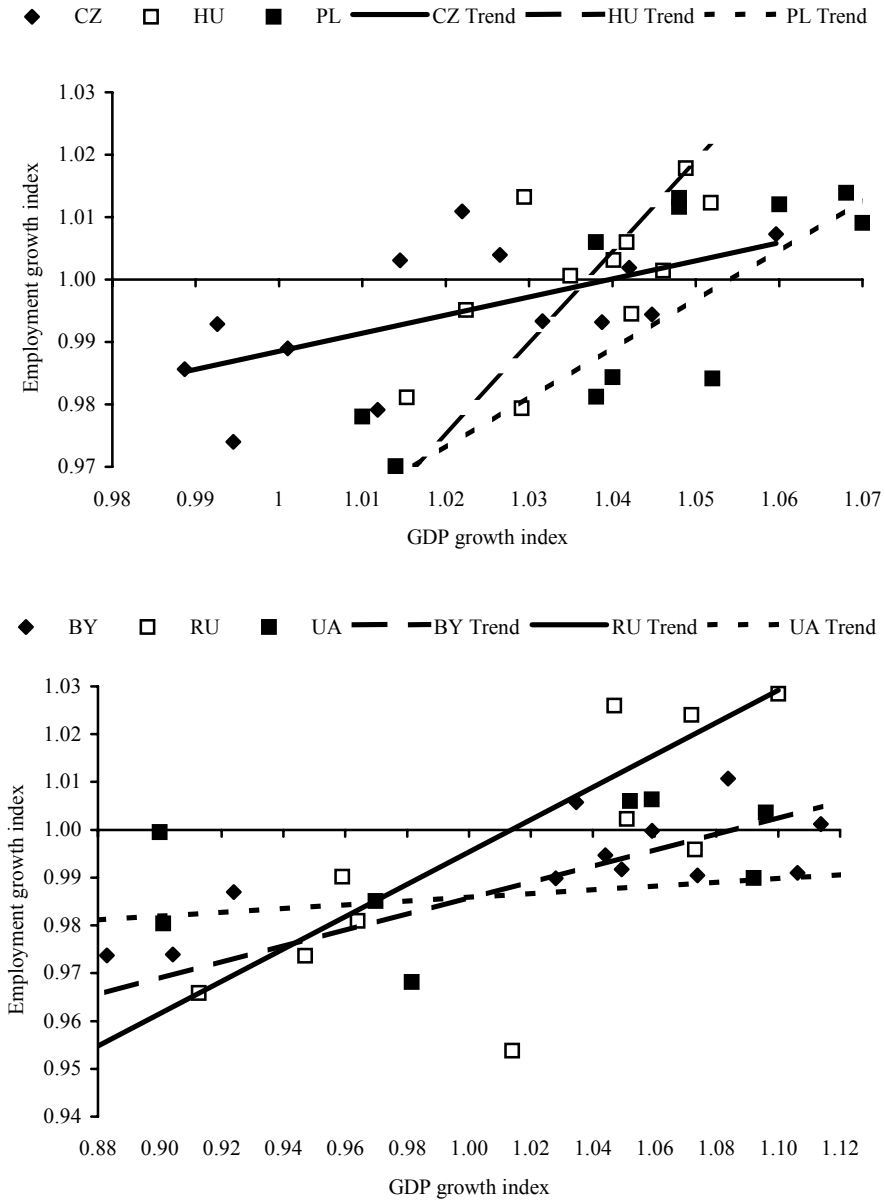 CZ HU PL CZ Trend HU Trend PL Trend
1.03
1.02
1.01
1.00
0.99
0.98
0.97
Employment growth index
0.98 0.99 1 1.01 1.02 1.03 1.04 1.05 1.06 1.07
GDP growth index
BY RU UA BY Trend RU Trend UA Trend
1.03
1.02
1.01
1.00
0.99
0.98
0.97
0.96
0.95
0.94
Employment growth index
0.88 0.90 0.92 0.94 0.96 0.98 1.00 1.02 1.04 1.06 1.08 1.10 1.12
GDP growth index